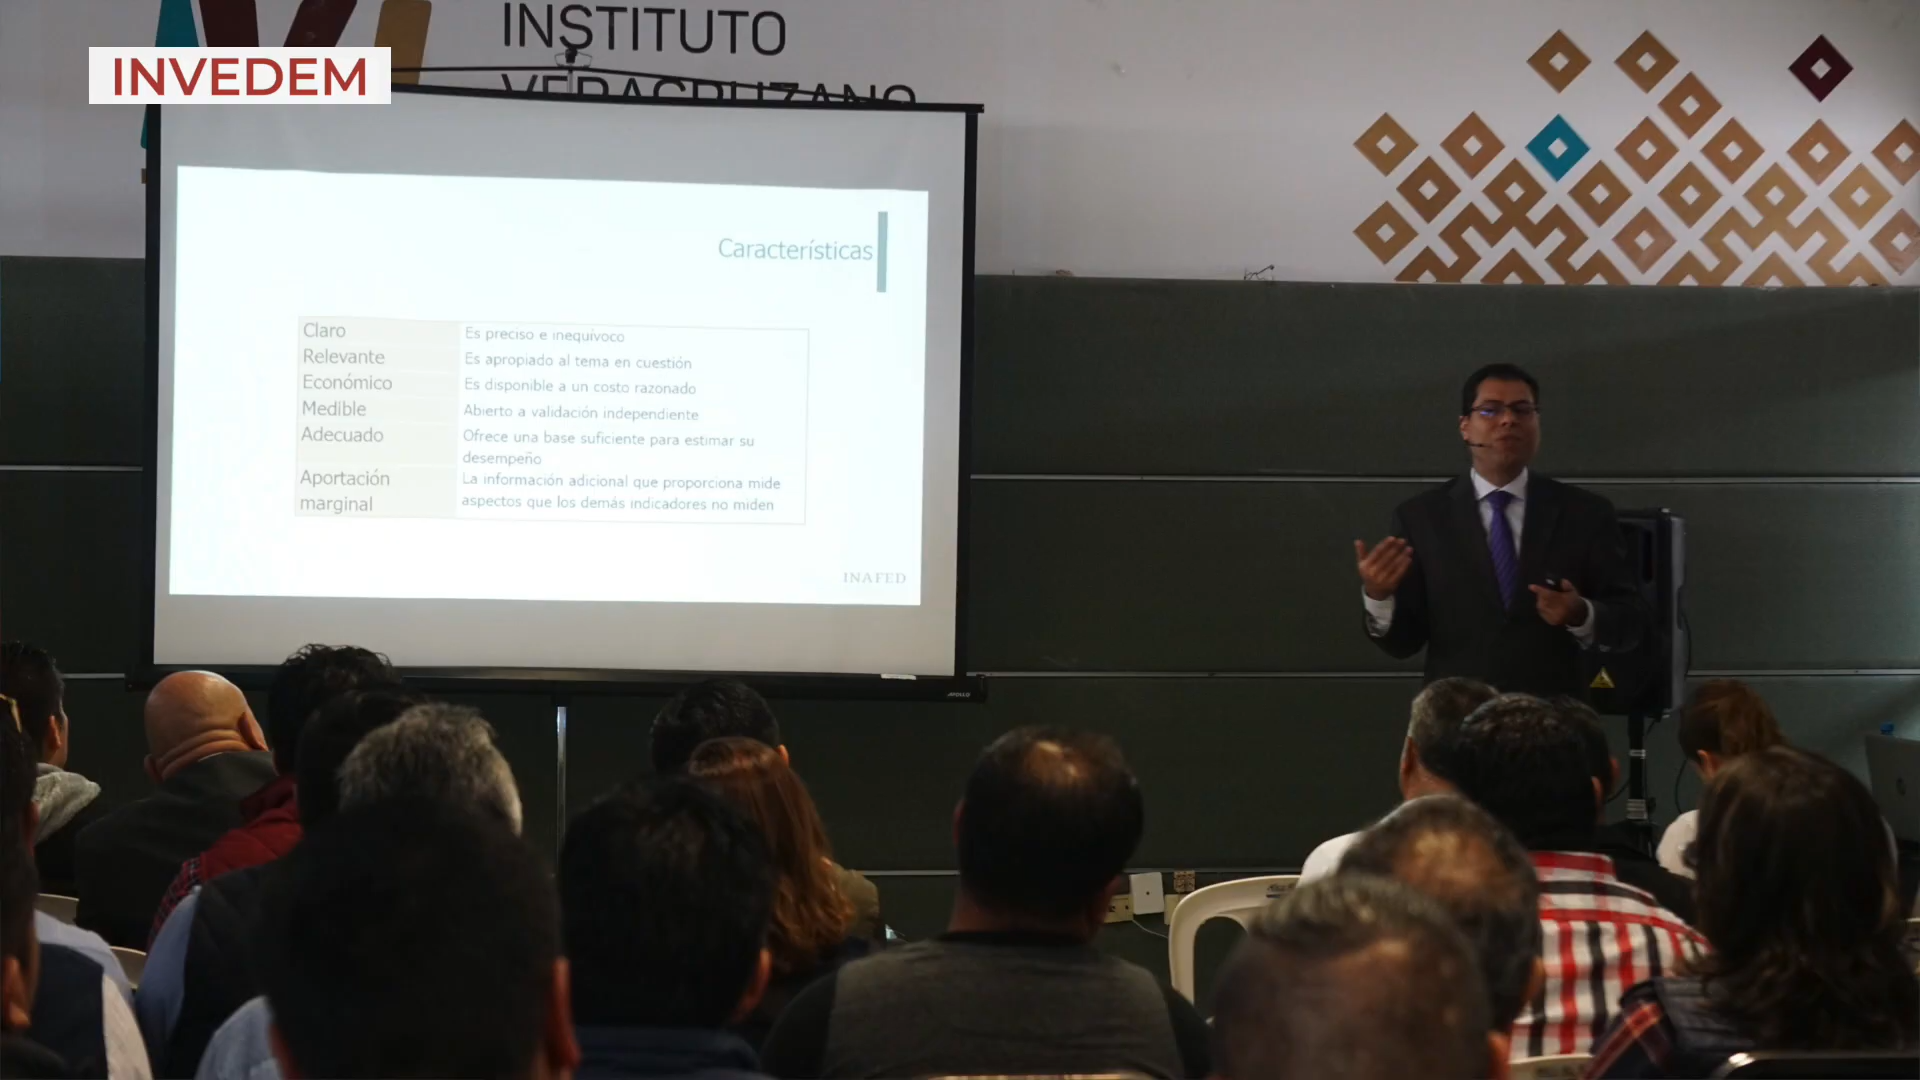 INSTITUTO
INVEDEM
VERACRUZANO
Características
Claro
Es preciso e inequívoco
Relevante
Es apropiado al tema en cuestión
Económico
Es disponible a un costo razonado
Medible
Abierto a validación independiente
Adecuado
Ofrece una base suficiente para estimar su
desempeño
Aportación
marginal
La información adicional que proporciona mide
aspectos que los demás indicadores no miden
INAFED
APOLLO